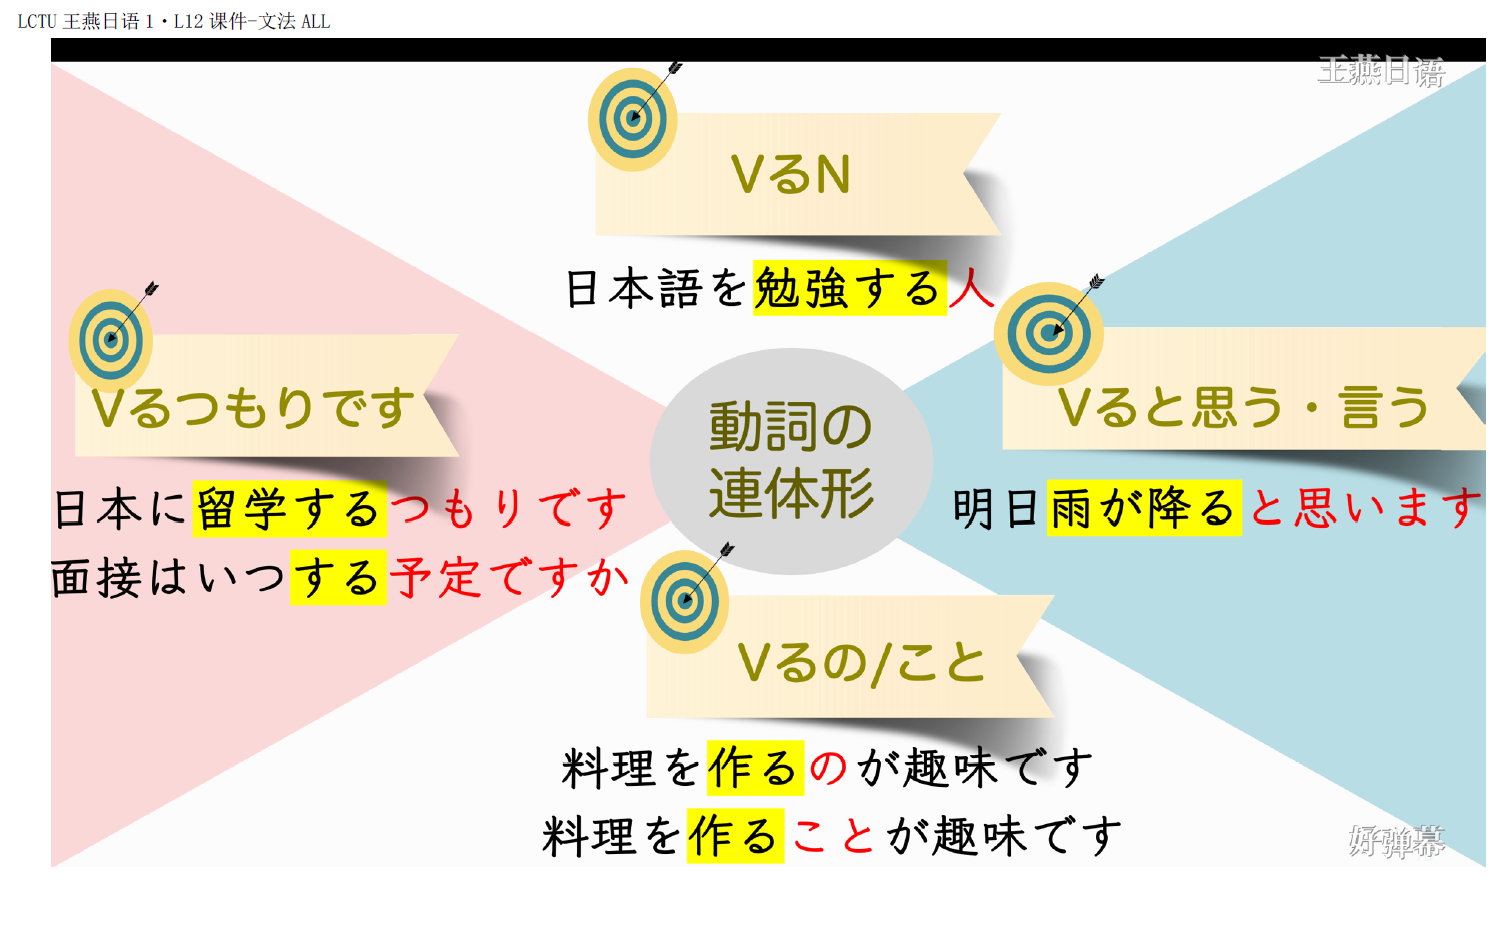 LCTU 王燕日语 1・L12 课件-文法 ALL
王燕日语
VるN
日本語を勉強する人
Vるつもりです
日本に留学するつもりです
面接はいつする予定ですか
動詞の
連体形
Vると思う・言う
明日雨が降ると思います
Vるの/こと
料理を作るのが趣味です
料理を作ることが趣味です
好弹幕